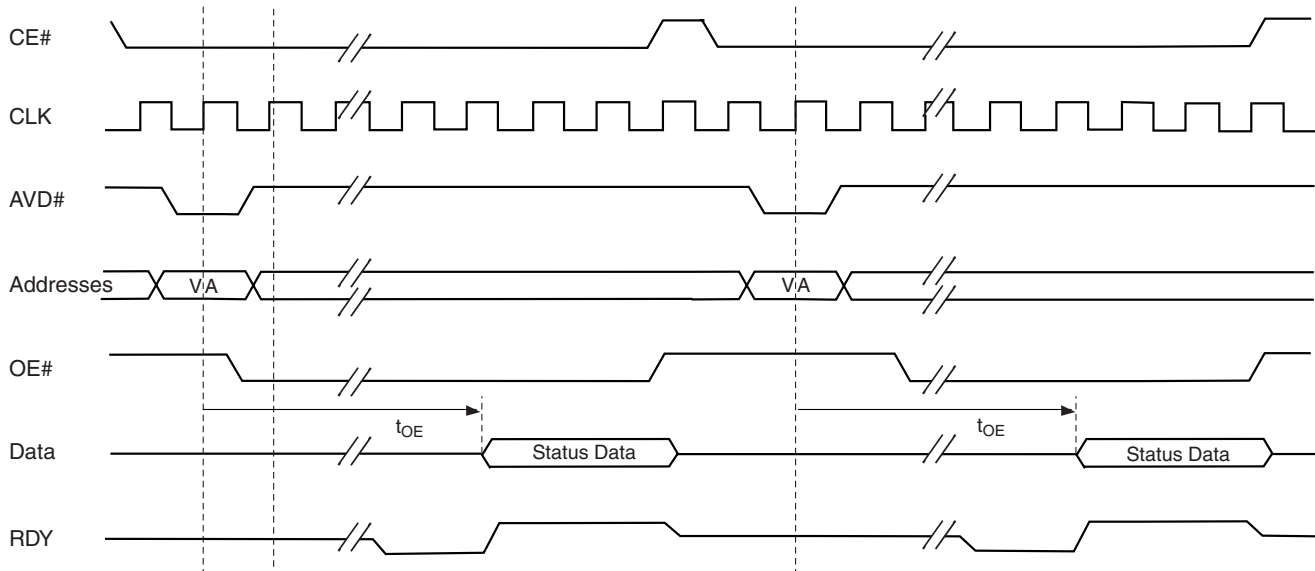 CE#
CLK
AVD#
Addresses
VA
VA
OE#
tOE
tOE
Data
Status Data
Status Data
RDY